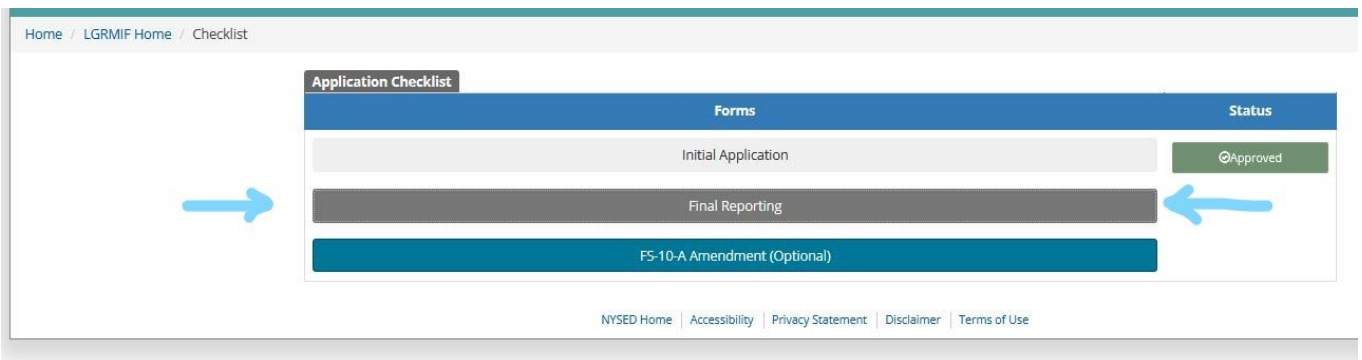 Home / LGRMIF Home / Checklist
Application Checklist
Forms Status
Initial Application Approved
Final Reporting
FS-10-A Amendment (Optional)
NYSED Home | Accessibility | Privacy Statement | Disclaimer | Terms of Use